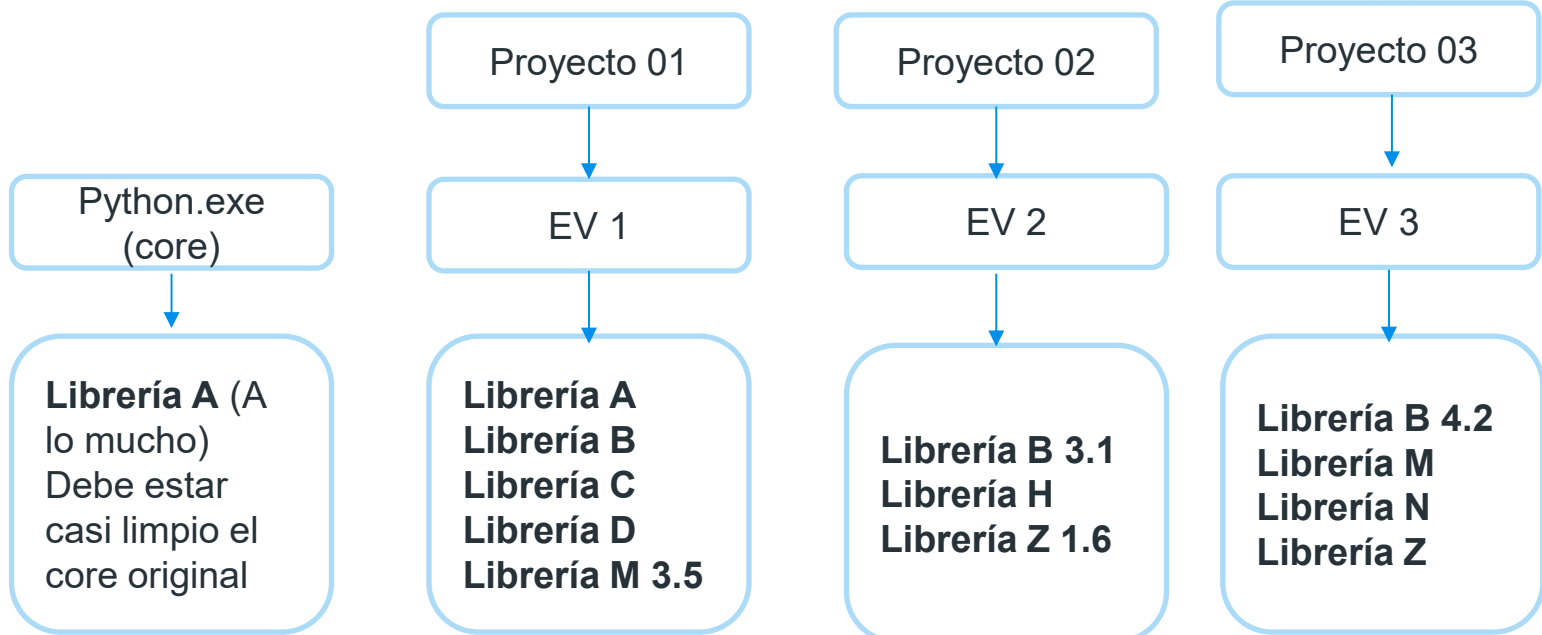 Proyecto 01
Proyecto 02
Proyecto 03
Python.exe
(core)
EV 1
EV 2
EV 3
Librería A (A
lo mucho)
Debe estar
casi limpio el
core original
Librería A
Librería B
Librería C
Librería D
Librería M 3.5
Librería B 3.1
Librería H
Librería Z 1.6
Librería B 4.2
Librería M
Librería N
Librería Z